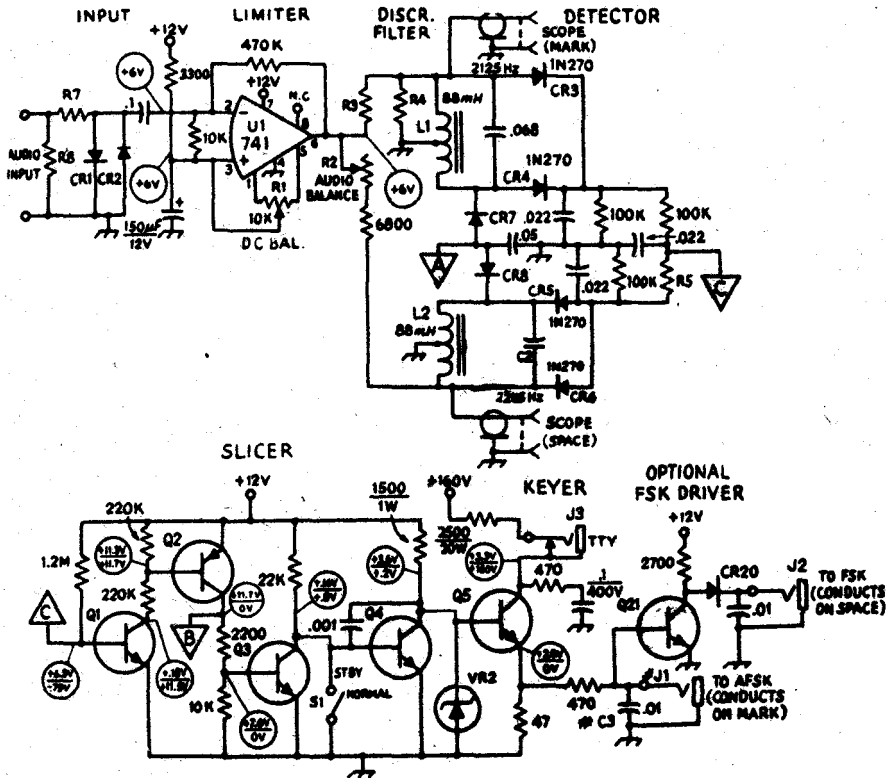 INPUT
LIMITER
DISCR.
FILTER
DETECTOR
+12V
470K
3300
+6V
+12V
N.C
R7
.1
2
7
8
10K
U1
741
6
3
4
5
1
R8
AUDIO
INPUT
CR1
CR2
+6V
150µF
12V
R1
10K
DC BAL.
R2
AUDIO
BALANCE
R3
R4
+6V
6800
SCOPE
(MARK)
2125 Hz
1N270
CR3
88mH
L1
.068
1N270
CR4
CR7
.022
100K
100K
.05
.022
A
CR8
.022
100K
R5
C
CR5
1N270
L2
88mH
1N270
CR6
SCOPE
(SPACE)
SLICER
+12V
KEYER
OPTIONAL
FSK DRIVER
220K
1500
1W
J3
+12V
TTY
Q2
1.2M
220K
22K
470
1
400V
2700
CR20
J2
TO FSK
(CONDUCTS
ON SPACE)
.01
C
Q1
B
2200
Q3
.001
Q4
Q5
Q21
STBY
NORMAL
S1
10K
VR2
47
470
# C3
.01
#J1
TO AFSK
(CONDUCTS
ON MARK)